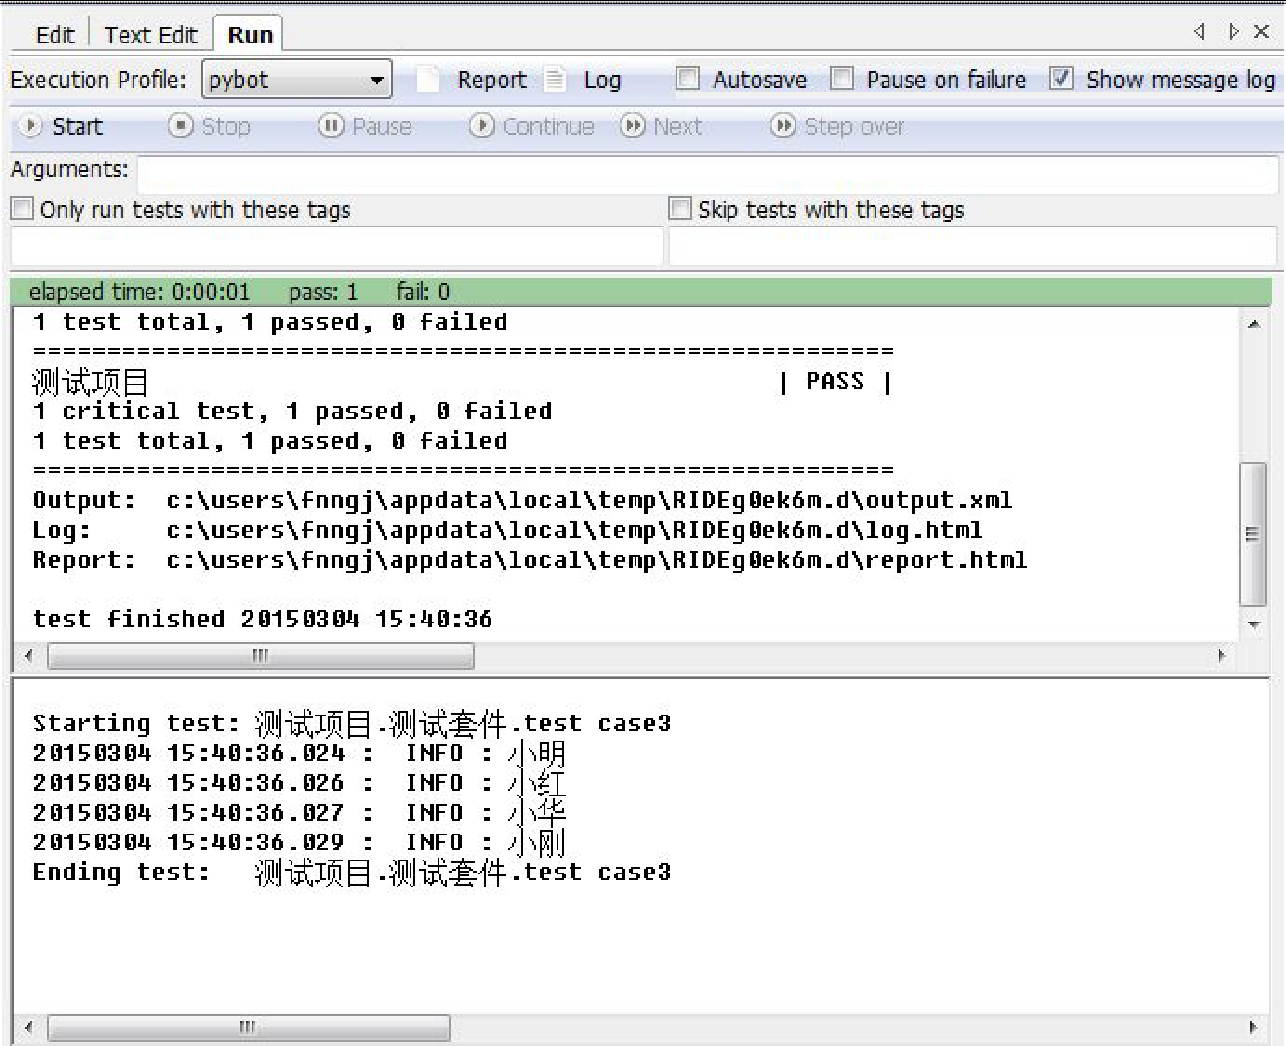 Edit Text Edit Run
Execution Profile: pybot Report Log Autosave Pause on failure Show message log
Start Stop Pause Continue Next Step over
Arguments:
Only run tests with these tags Skip tests with these tags
elapsed time: 0:00:01 pass: 1 fail: 0
1 test total, 1 passed, 0 failed
==========================================================
测试项目 | PASS |
1 critical test, 1 passed, 0 failed
1 test total, 1 passed, 0 failed
==========================================================
Output: c:\users\fnngj\appdata\local\temp\RIDEg0ek6m.d\output.xml
Log: c:\users\fnngj\appdata\local\temp\RIDEg0ek6m.d\log.html
Report: c:\users\fnngj\appdata\local\temp\RIDEg0ek6m.d\report.html
test finished 20150304 15:40:36
Starting test: 测试项目.测试套件.test case3
20150304 15:40:36.024 : INFO : 小明
20150304 15:40:36.026 : INFO : 小红
20150304 15:40:36.027 : INFO : 小华
20150304 15:40:36.029 : INFO : 小刚
Ending test: 测试项目.测试套件.test case3